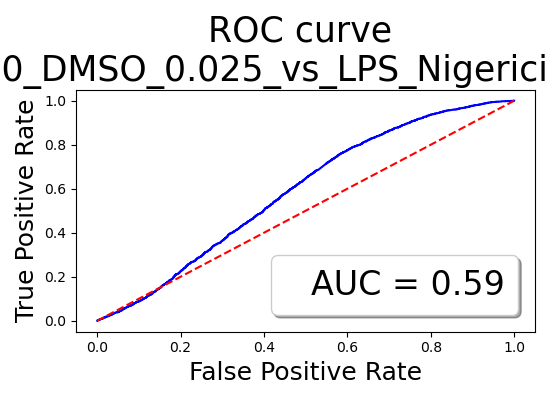 ROC curve
0_DMSO_0.025_vs_LPS_Nigerici
True Positive Rate
1.0
0.8
0.6
0.4
0.2
0.0
AUC = 0.59
0.0 0.2 0.4 0.6 0.8 1.0
False Positive Rate